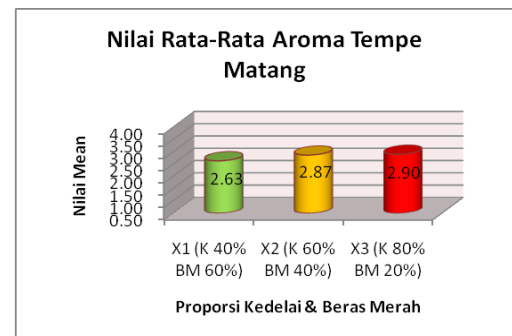 Nilai Rata-Rata Aroma Tempe
Matang
Nilai Mean
4.00
3.50
3.00
2.50
2.00
1.50
1.00
0.50
2.63
2.87
2.90
X1 (K 40%
BM 60%)
X2 (K 60%
BM 40%)
X3 (K 80%
BM 20%)
Proporsi Kedelai & Beras Merah